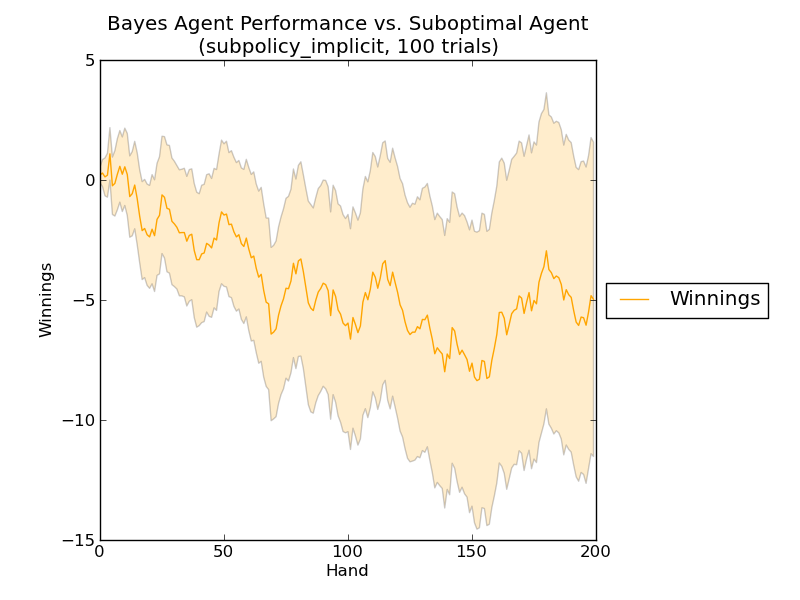 Bayes Agent Performance vs. Suboptimal Agent
(subpolicy_implicit, 100 trials)
5
0
−5
−10
−15
Winnings
0
50
100
150
200
Hand
Winnings